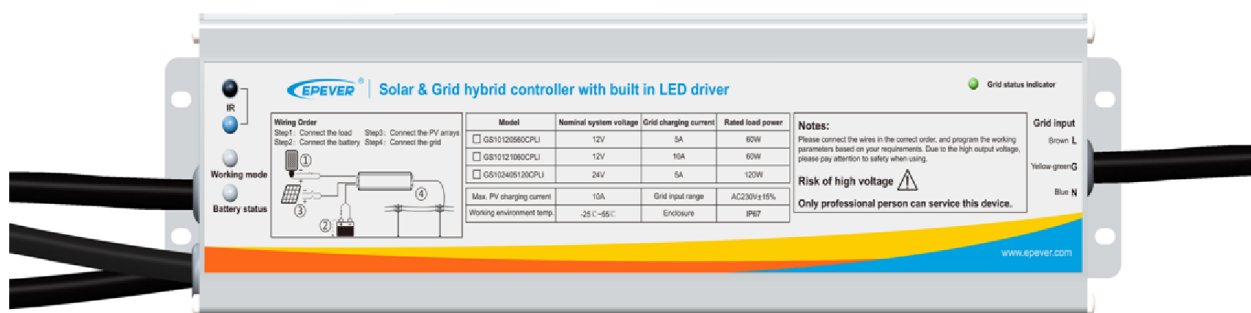 EPEVER® Solar & Grid hybrid controller with built in LED driver
Grid status indicator
IR
Working mode
Battery status
Wiring Order
Step1: Connect the load Step3: Connect the PV arrays
Step2: Connect the battery Step4: Connect the grid
①
②
③
④
Model Nominal system voltage Grid charging current Rated load power
GS10120560CPLI 12V 5A 60W
GS10121060CPLI 12V 10A 60W
GS102405120CPLI 24V 5A 120W
Max. PV charging current 10A Grid input range AC230V±15%
Working environment temp. -25℃~55℃ Enclosure IP67
Notes:
Please connect the wires in the correct order, and program the working
parameters based on your requirements. Due to the high output voltage,
please pay attention to safety when using.
Risk of high voltage
Only professional person can service this device.
Grid input
Brown L
Yellow-green G
Blue N
www.epever.com